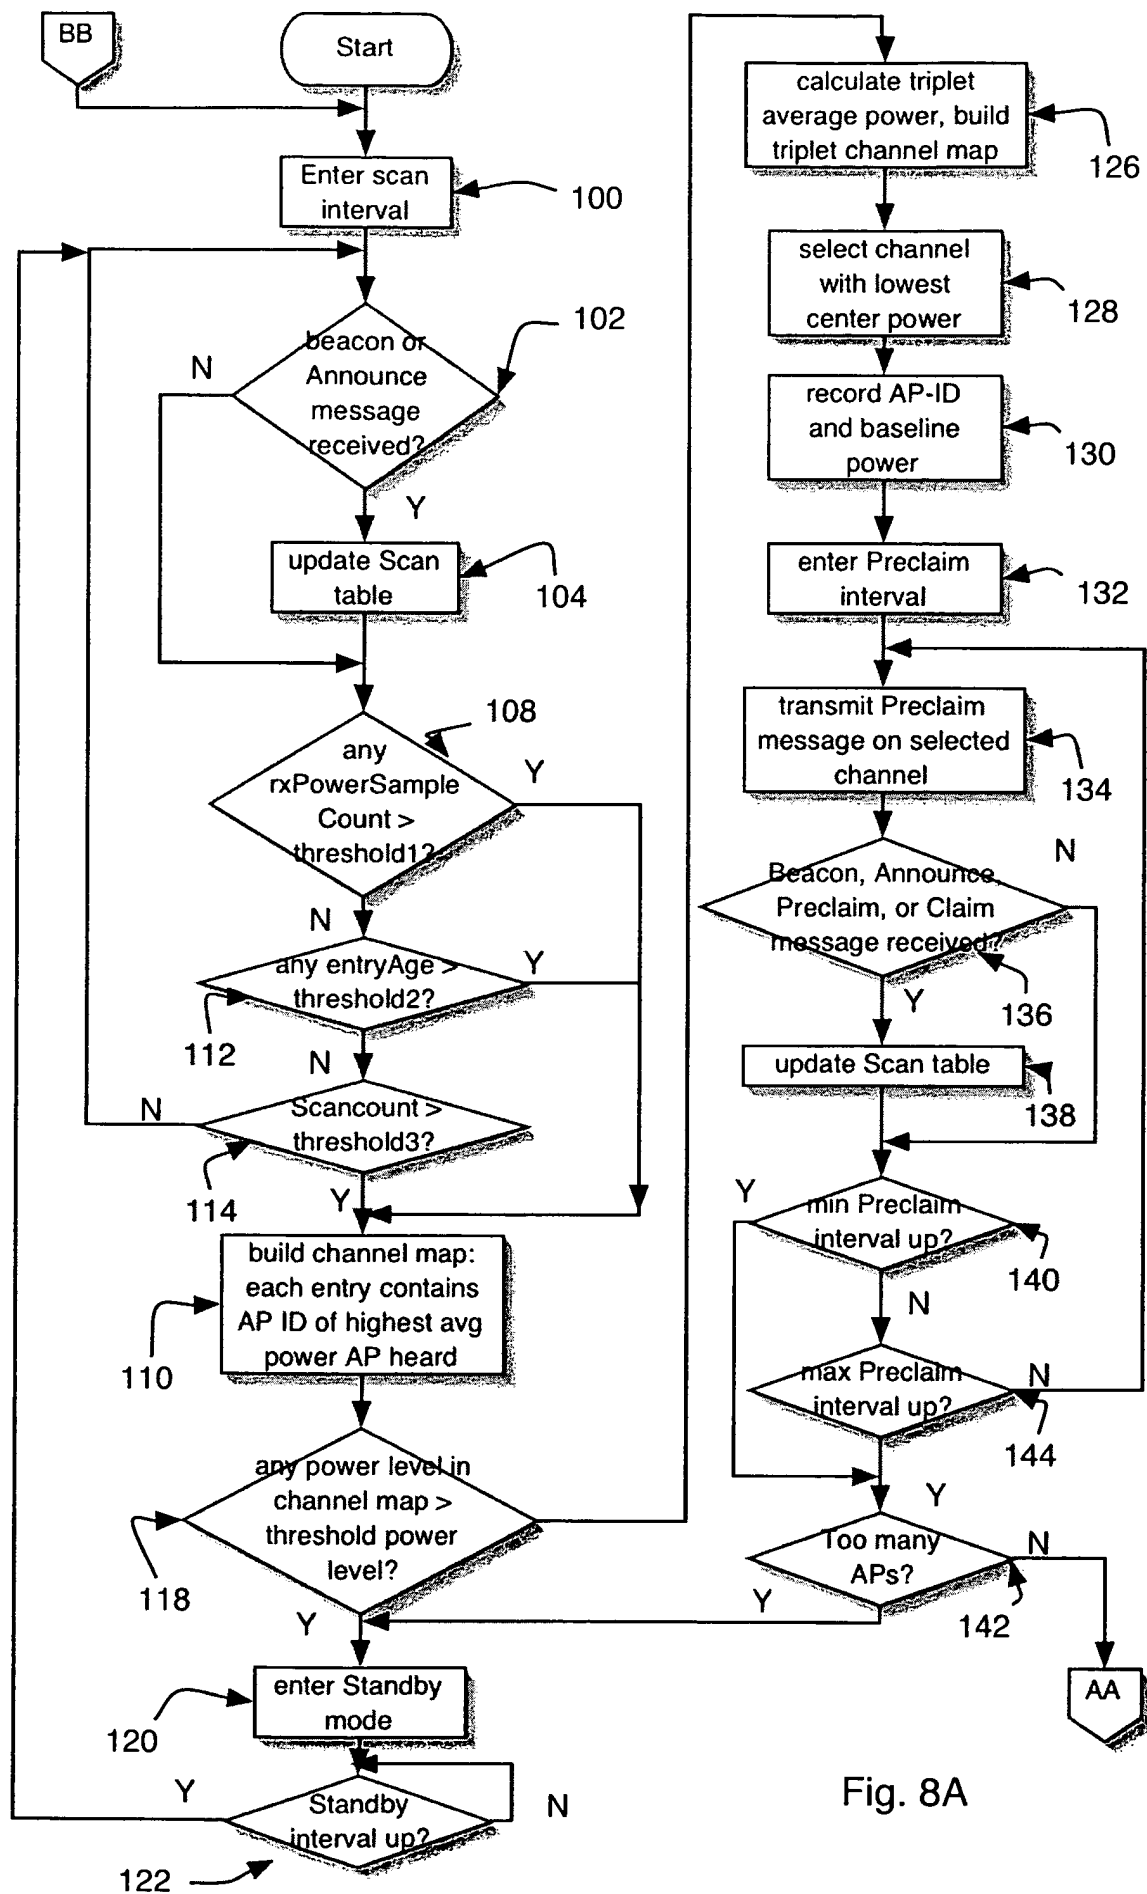 BB
Start
Enter scan
interval
100
beacon or
Announce
message
received?
102
N
Y
update Scan
table
104
any
rxPowerSample
Count >
threshold1?
108
Y
N
any entryAge >
threshold2?
Y
112
N
Scancount >
threshold3?
N
114
Y
build channel map:
each entry contains
AP ID of highest avg
power AP heard
110
any power level in
channel map >
threshold power
level?
118
Y
enter Standby
mode
120
Standby
interval up?
Y
N
122
calculate triplet
average power, build
triplet channel map
126
select channel
with lowest
center power
128
record AP-ID
and baseline
power
130
enter Preclaim
interval
132
transmit Preclaim
message on selected
channel
134
Beacon, Announce,
Preclaim, or Claim
message received?
N
136
Y
update Scan table
138
min Preclaim
interval up?
Y
140
N
max Preclaim
interval up?
N
144
Y
Too many
APs?
N
142
Y
AA
Fig. 8A